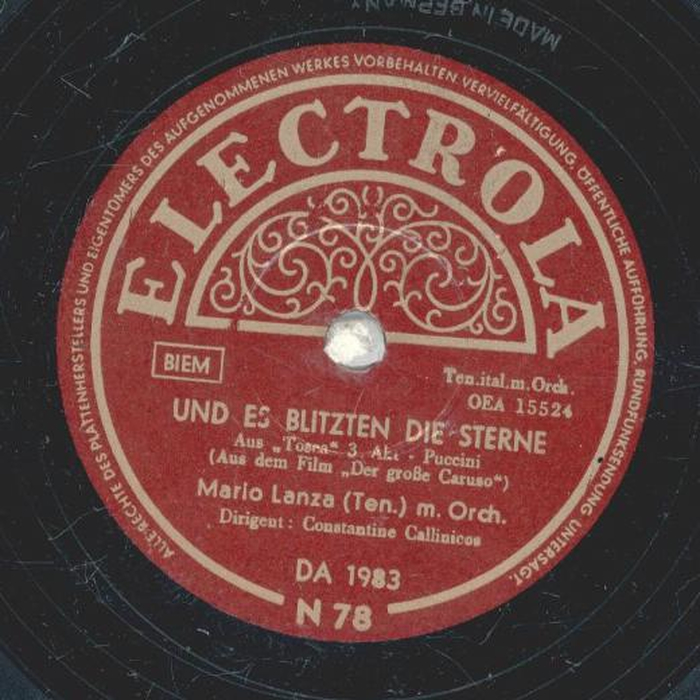 MADE IN GERMANY
ALLE RECHTE DES PLATTENHERSTELLERS UND EIGENTÜMERS DES AUFGENOMMENEN WERKES VORBEHALTEN. VERVIELFÄLTIGUNG, ÖFFENTLICHE AUFFÜHRUNG, RUNDFUNKSENDUNG UNTERSAGT.
ELECTROLA
BIEM
Ten.ital.m.Orch.
OEA 15524
UND ES BLITZTEN DIE STERNE
Aus „Tosca“ 3. Akt - Puccini
(Aus dem Film „Der große Caruso“)
Mario Lanza (Ten.) m. Orch.
Dirigent: Constantine Callinicos
DA 1983
N 78